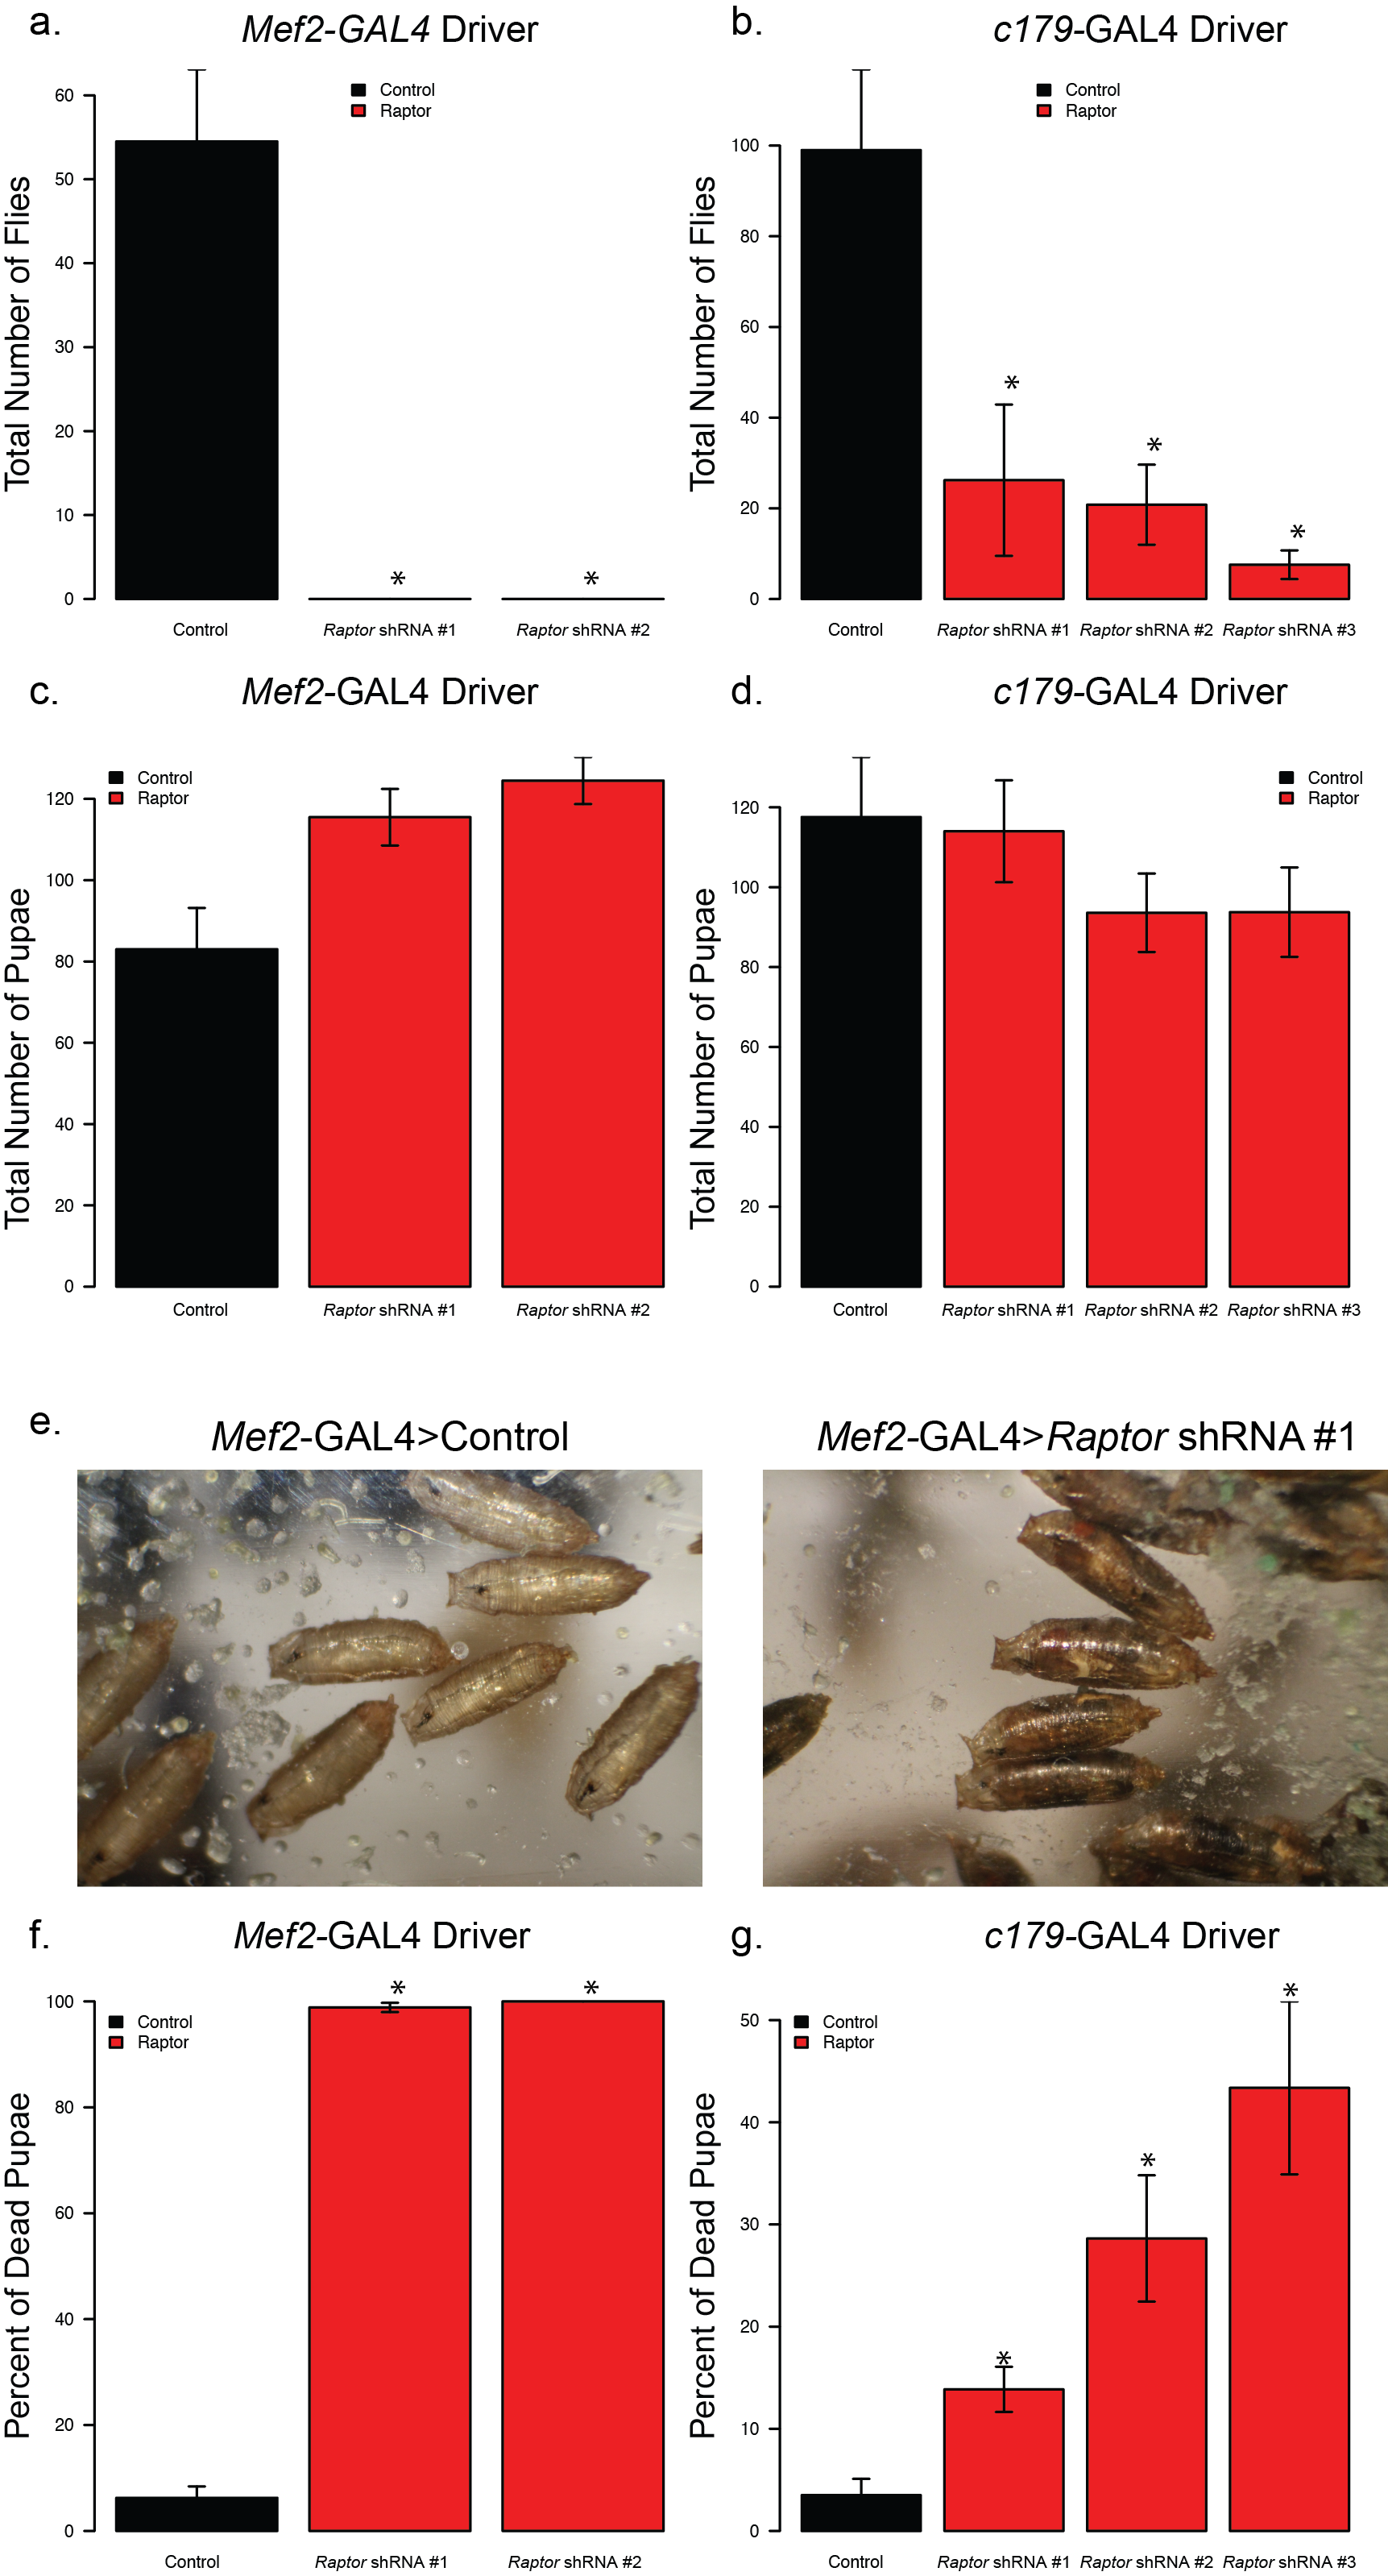 a.
Mef2-GAL4 Driver
Control
Raptor
Total Number of Flies
60
50
40
30
20
10
0
*
*
Control
Raptor shRNA #1
Raptor shRNA #2
b.
c179-GAL4 Driver
Control
Raptor
Total Number of Flies
100
80
60
40
20
0
*
*
*
Control
Raptor shRNA #1
Raptor shRNA #2
Raptor shRNA #3
c.
Mef2-GAL4 Driver
Control
Raptor
Total Number of Pupae
120
100
80
60
40
20
0
Control
Raptor shRNA #1
Raptor shRNA #2
d.
c179-GAL4 Driver
Control
Raptor
Total Number of Pupae
120
100
80
60
40
20
0
Control
Raptor shRNA #1
Raptor shRNA #2
Raptor shRNA #3
e.
Mef2-GAL4>Control
Mef2-GAL4>Raptor shRNA #1
f.
Mef2-GAL4 Driver
Control
Raptor
Percent of Dead Pupae
100
80
60
40
20
0
*
*
Control
Raptor shRNA #1
Raptor shRNA #2
g.
c179-GAL4 Driver
Control
Raptor
Percent of Dead Pupae
50
40
30
20
10
0
*
*
*
Control
Raptor shRNA #1
Raptor shRNA #2
Raptor shRNA #3